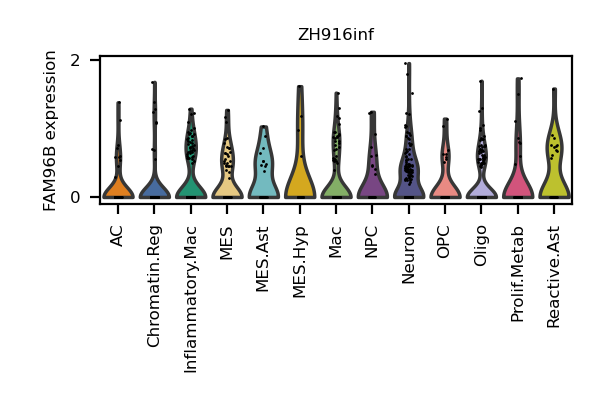 ZH916inf
FAM96B expression
2
0
AC
Chromatin.Reg
Inflammatory.Mac
MES
MES.Ast
MES.Hyp
Mac
NPC
Neuron
OPC
Oligo
Prolif.Metab
Reactive.Ast